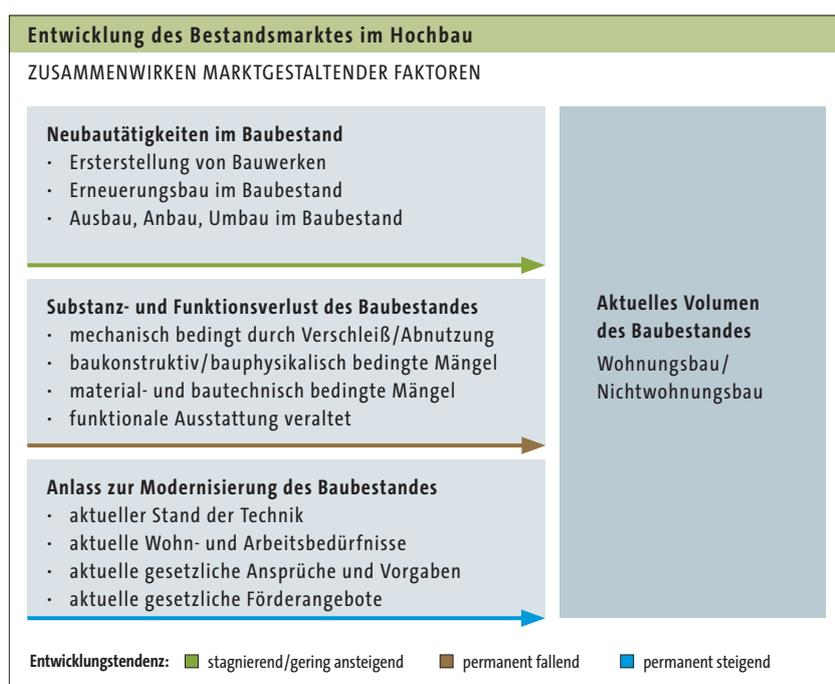 Entwicklung des Bestandsmarktes im Hochbau
ZUSAMMENWIRKEN MARKTGESTALTENDER FAKTOREN
Neubautätigkeiten im Baubestand
· Ersterstellung von Bauwerken
· Erneuerungsbau im Baubestand
· Ausbau, Anbau, Umbau im Baubestand
Substanz- und Funktionsverlust des Baubestandes
· mechanisch bedingt durch Verschleiß/Abnutzung
· baukonstruktiv/bauphysikalisch bedingte Mängel
· material- und bautechnisch bedingte Mängel
· funktionale Ausstattung veraltet
Anlass zur Modernisierung des Baubestandes
· aktueller Stand der Technik
· aktuelle Wohn- und Arbeitsbedürfnisse
· aktuelle gesetzliche Ansprüche und Vorgaben
· aktuelle gesetzliche Förderangebote
Aktuelles Volumen
des Baubestandes
Wohnungsbau/
Nichtwohnungsbau
Entwicklungstendenz: stagnierend/gering ansteigend permanent fallend permanent steigend